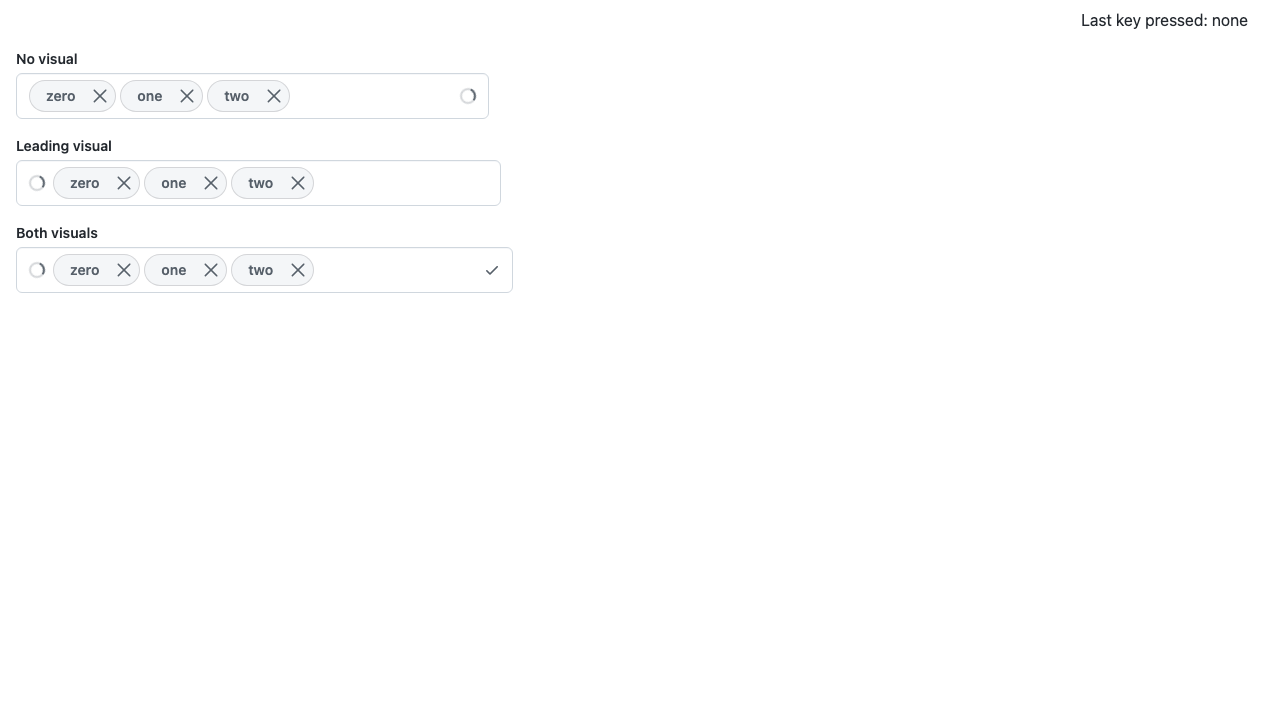 Last key pressed: none
No visual
zero one two
Leading visual
zero one two
Both visuals
zero one two